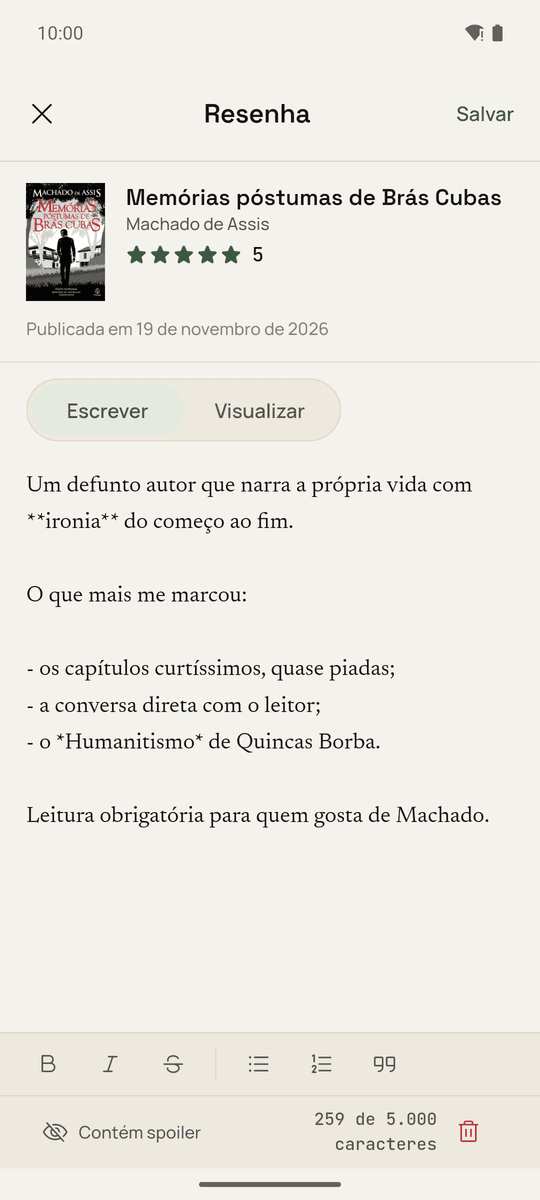 10:00
Resenha
Salvar
MACHADO DE ASSIS
MEMÓRIAS
PÓSTUMAS DE
BRÁS CUBAS
Memórias póstumas de Brás Cubas
Machado de Assis
5
Publicada em 19 de novembro de 2026
Escrever
Visualizar
Um defunto autor que narra a própria vida com
**ironia** do começo ao fim.
O que mais me marcou:
- os capítulos curtíssimos, quase piadas;
- a conversa direta com o leitor;
- o *Humanitismo* de Quincas Borba.
Leitura obrigatória para quem gosta de Machado.
Contém spoiler
259 de 5.000
caracteres